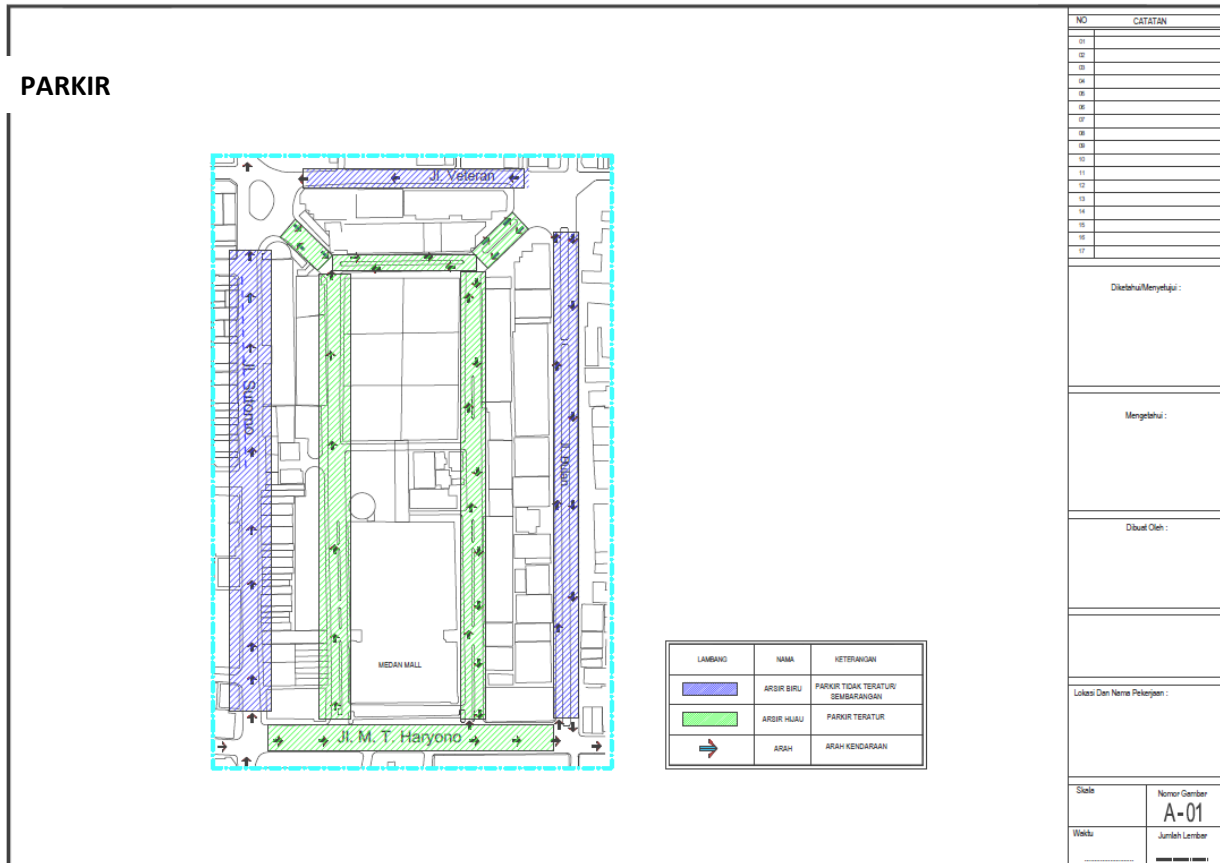 PARKIR
Jl. Veteran
Jl. Sutomo
Jl. Bulan
MEDAN MALL
Jl. M. T. Haryono
LAMBANG NAMA KETERANGAN
ARSIR BIRU PARKIR TIDAK TERATUR/
SEMBARANGAN
ARSIR HIJAU PARKIR TERATUR
ARAH ARAH KENDARAAN
NO CATATAN
01
02
03
04
05
06
07
08
09
10
11
12
13
14
15
16
17
Diketahui/Menyetujui :
Mengetahui :
Dibuat Oleh :
Lokasi Dan Nama Pekerjaan :
Skala Nomor Gambar
A-01
Waktu Jumlah Lembar